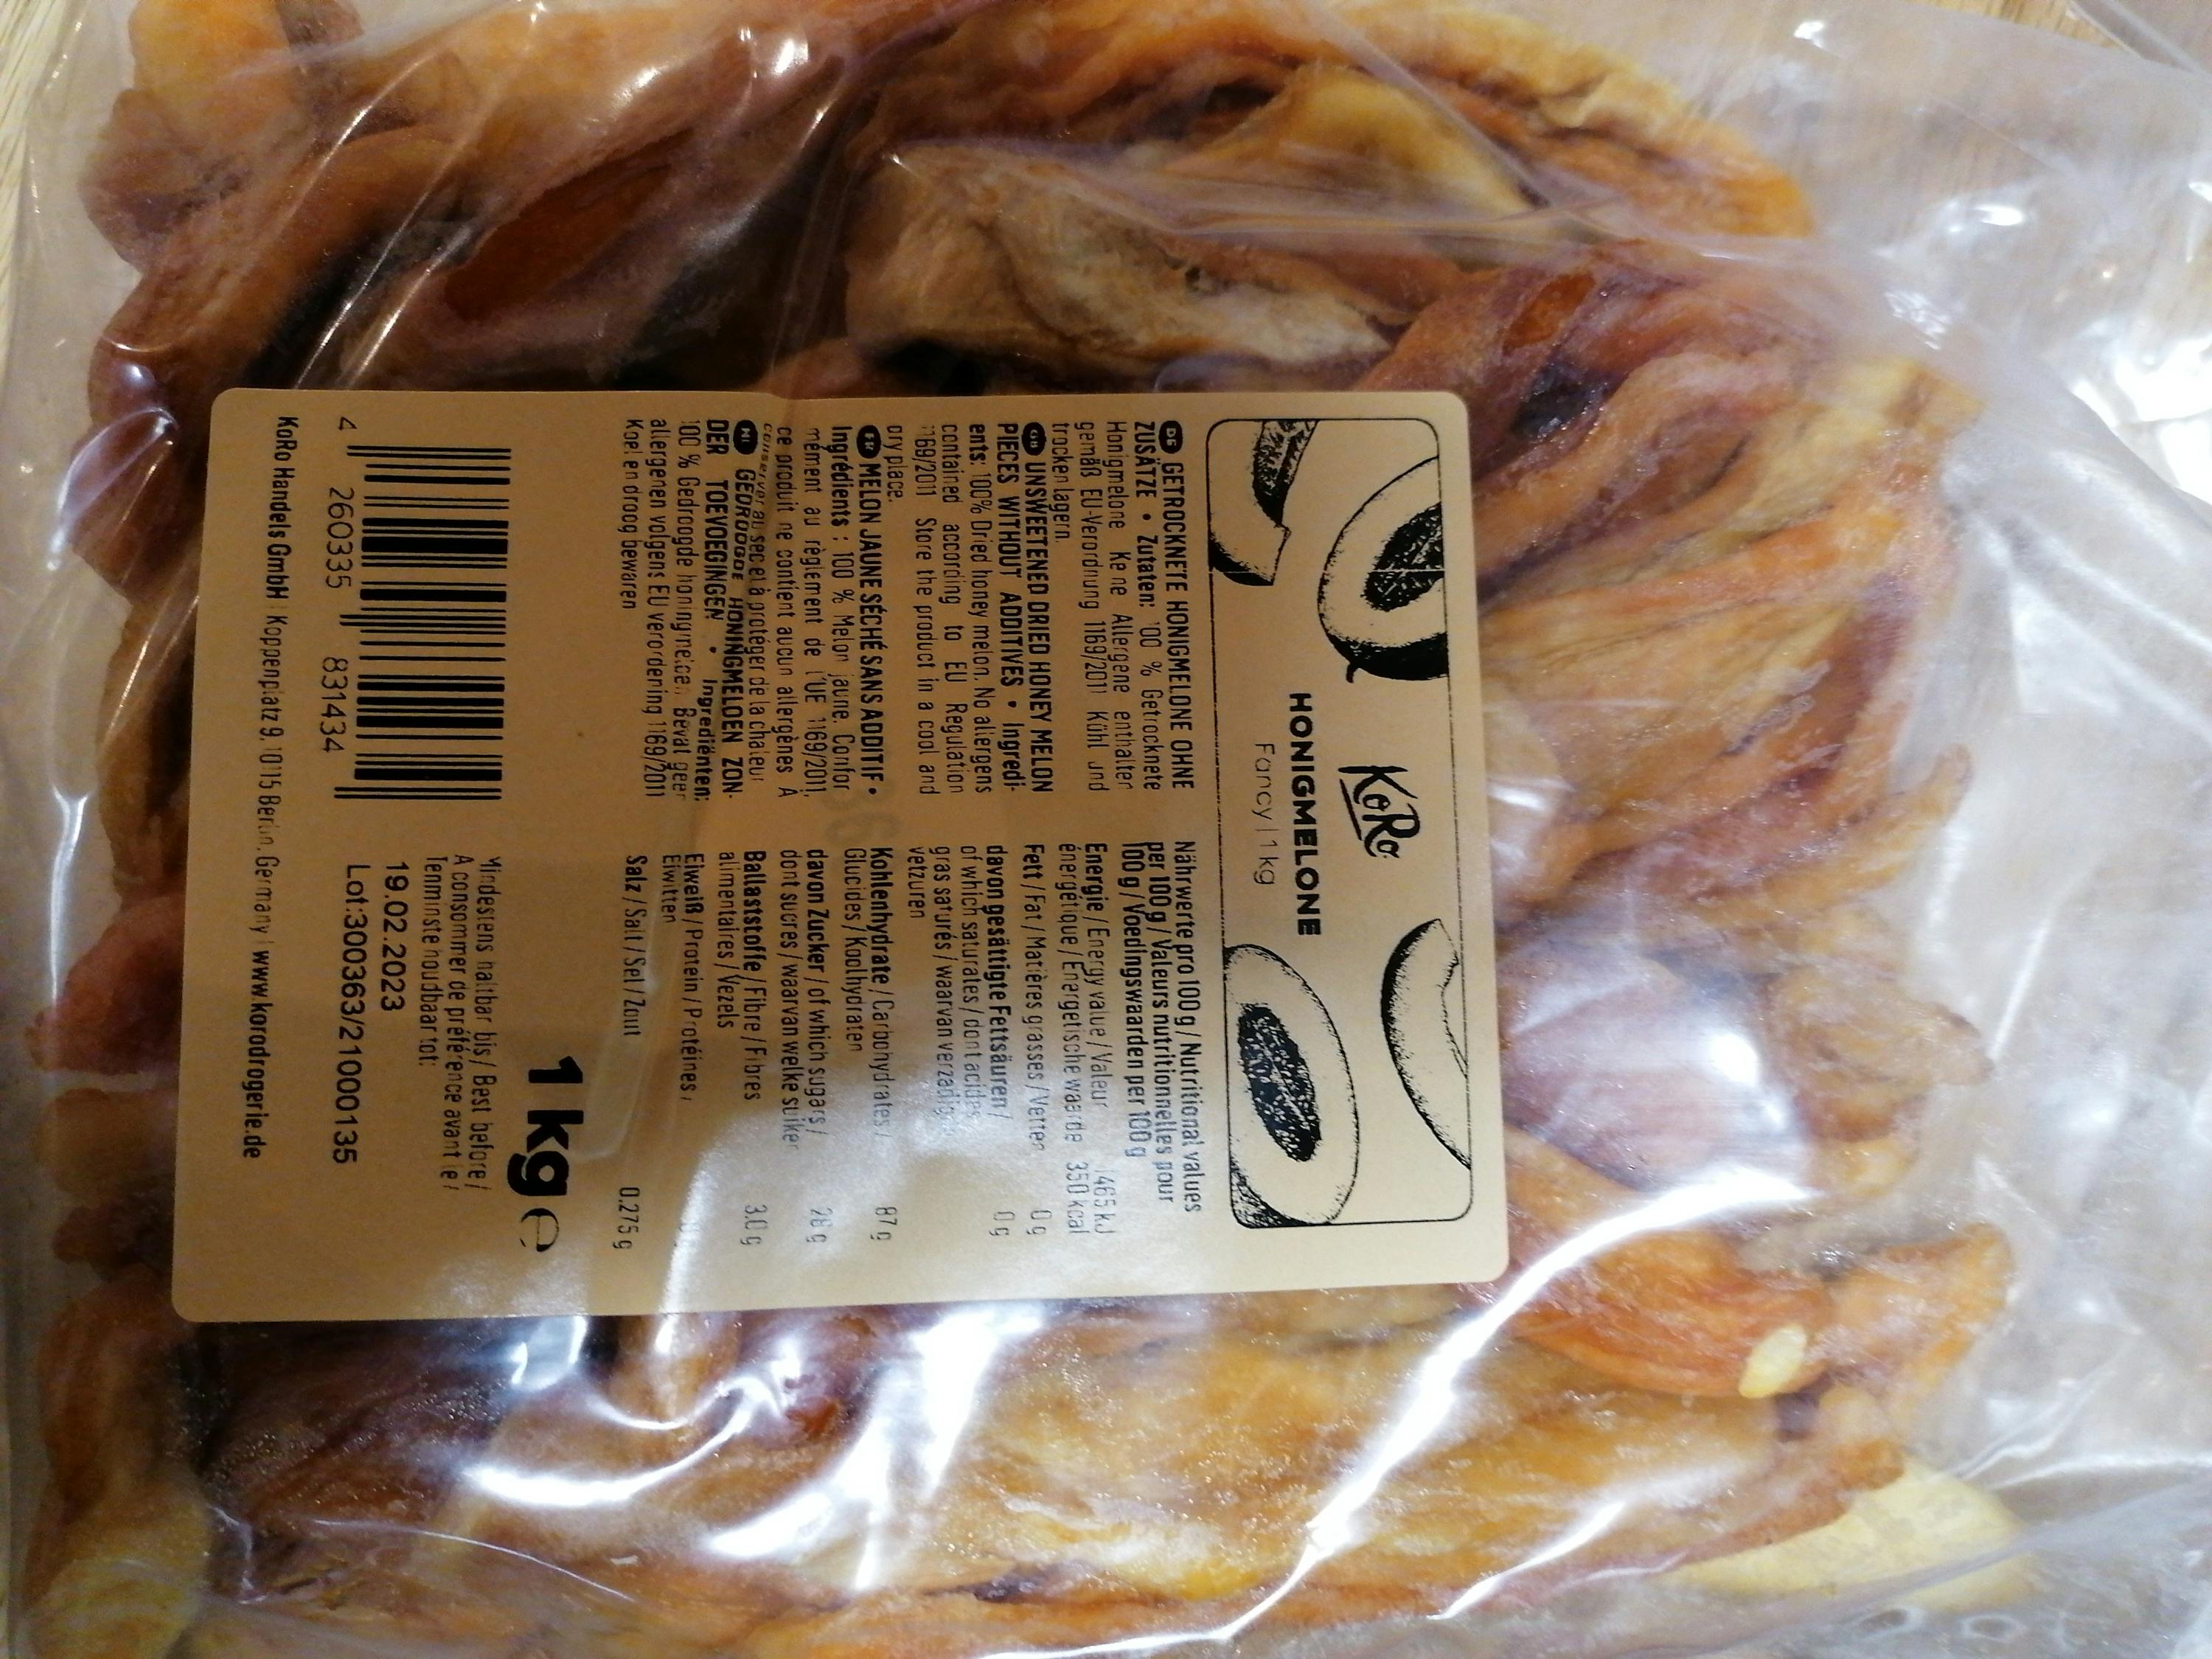 KoRo
HONIGMELONE
Fancy | 1 kg
DE GETROCKNETE HONIGMELONE OHNE
ZUSÄTZE • Zutaten: 100 % Getrocknete
Honigmelone Keine Allergene enthalten
gemäß EU-Verordnung 1169/2011 Kühl und
trocken lagern.
GB UNSWEETENED DRIED HONEY MELON
PIECES WITHOUT ADDITIVES • Ingredi-
ents: 100% Dried honey melon. No allergens
contained according to EU Regulation
1169/2011 Store the product in a cool and
dry place.
FR MELON JAUNE SÉCHÉ SANS ADDITIF •
Ingrédients : 100 % Melon jaune. Confor
mément au règlement de l'UE 1169/2011,
ce produit ne contient aucun allergènes À
conserver au sec et à protéger de la chaleur
NL GEDROOGDE HONINGMELOEN ZON-
DER TOEVOEGINGEN • Ingrediënten:
100 % Gedroogde honingmeloen Bevat geen
allergenen volgens EU verordening 1169/2011
Koel en droog bewaren
Nährwerte pro 100 g / Nutritional values
per 100 g / Valeurs nutritionnelles pour
100 g / Voedingswaarden per 100 g
Energie / Energy value / Valeur 1465 kJ
énergétique / Energetische waarde 350 kcal
Fett / Fat / Matières grasses / Vetten 0 g
davon gesättigte Fettsäuren / 0 g
of which saturates / dont acides
gras saturés / waarvan verzadigde
vetzuren
Kohlenhydrate / Carbohydrates / 87 g
Glucides / Koolhydraten
davon Zucker / of which sugars / 28 g
dont sucres / waarvan welke suiker
Ballaststoffe / Fibre / Fibres 3.0 g
alimentaires / Vezels
Eiweiß / Protein / Protéines /
Eiwitten
Salz / Salt / Sel / Zout 0.275 g
1 kg e
4 260335 831434
Mindestens haltbar bis / Best before /
A consommer de préférence avant le /
Tenminste houdbaar tot:
19.02.2023
Lot:300363/21000135
KoRo Handels GmbH | Koppenplatz 9, 10115 Berlin, Germany | www.korodrogerie.de